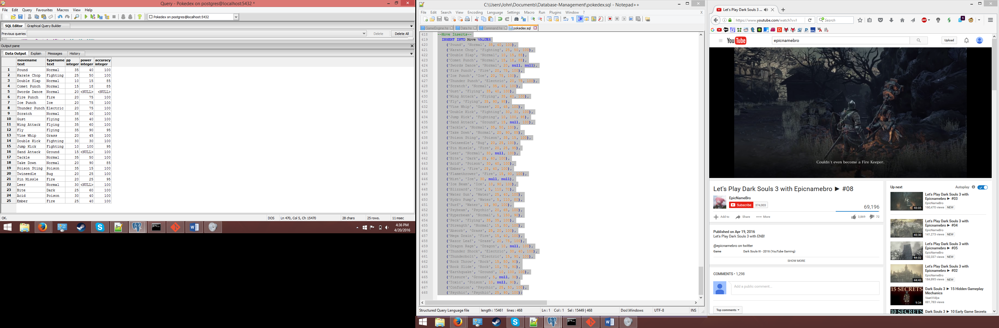 Query - Pokedex on postgres@localhost:5432 *
File Edit Query Favourites Macros View Help
Pokedex on postgres@localhost:5432
SQL Editor Graphical Query Builder
Previous queries Delete Delete All
Output pane
Data Output Explain Messages History
movename text typename text pp integer power integer accuracy integer
1 Pound Normal 35 40 100
2 Karate Chop Fighting 25 50 100
3 Double Slap Normal 10 15 85
4 Comet Punch Normal 15 18 85
5 Swords Dance Normal 20 <NULL> <NULL>
6 Fire Punch Fire 20 75 100
7 Ice Punch Ice 20 75 100
8 Thunder Punch Electric 20 75 100
9 Scratch Normal 35 40 100
10 Gust Flying 35 40 100
11 Wing Attack Flying 35 60 100
12 Fly Flying 35 90 95
13 Vine Whip Grass 20 45 100
14 Double Kick Fighting 30 30 100
15 Jump Kick Fighting 10 100 95
16 Sand Attack Ground 15 <NULL> 100
17 Tackle Normal 35 50 100
18 Take Down Normal 20 90 85
19 Poison Sting Poison 35 15 100
20 Twineedle Bug 20 25 100
21 Pin Missle Fire 20 25 95
22 Leer Normal 30 <NULL> 100
23 Bite Dark 25 60 100
24 Acid Poison 30 40 100
25 Ember Fire 25 40 100
OK. DOS Ln 470, Col 5, Ch 15470 28 chars 25 rows. 11 msec
4:36 PM
4/20/2016
C:\Users\John\Documents\Database-Management\pokedex.sql - Notepad++
File Edit Search View Encoding Language Settings Macro Run Plugins Window ? X
GameEngine.hs Data.hs Command.hs pokedex.sql
418 --Move Inserts--
419 INSERT INTO Move VALUES
420 ('Pound', 'Normal', 35, 40, 100),
421 ('Karate Chop', 'Fighting', 25, 50, 100),
422 ('Double Slap', 'Normal', 10, 15, 85),
423 ('Comet Punch', 'Normal', 15, 18, 85),
424 ('Swords Dance', 'Normal', 20, null, null),
425 ('Fire Punch', 'Fire', 20, 75, 100),
426 ('Ice Punch', 'Ice', 20, 75, 100),
427 ('Thunder Punch', 'Electric', 20, 75, 100),
428 ('Scratch', 'Normal', 35, 40, 100),
429 ('Gust', 'Flying', 35, 40, 100),
430 ('Wing Attack', 'Flying', 35, 60, 100),
431 ('Fly', 'Flying', 35, 90, 95),
432 ('Vine Whip', 'Grass', 20, 45, 100),
433 ('Double Kick', 'Fighting', 30, 30, 100),
434 ('Jump Kick', 'Fighting', 10, 100, 95),
435 ('Sand Attack', 'Ground', 15, null, 100),
436 ('Tackle', 'Normal', 35, 50, 100),
437 ('Take Down', 'Normal', 20, 90, 85),
438 ('Poison Sting', 'Poison', 35, 15, 100),
439 ('Twineedle', 'Bug', 20, 25, 100),
440 ('Pin Missle', 'Fire', 20, 25, 95),
441 ('Leer', 'Normal', 30, null, 100),
442 ('Bite', 'Dark', 25, 60, 100),
443 ('Acid', 'Poison', 30, 40, 100),
444 ('Ember', 'Fire', 25, 40, 100),
445 ('Flamethrower', 'Fire', 15, 90, 100),
446 ('Mist', 'Ice', 30, null, null),
447 ('Ice Beam', 'Ice', 10, 90, 100),
448 ('Blizzard', 'Ice', 5, 110, 70),
449 ('Water Gun', 'Water', 25, 40, 100),
450 ('Hydro Pump', 'Water', 5, 110, 80),
451 ('Surf', 'Water', 15, 90, 100),
452 ('Psybeam', 'Psychic', 20, 65, 100),
453 ('Hyperbeam', 'Normal', 5, 150, 90),
454 ('Peck', 'Flying', 35, 35, 100),
455 ('Strength', 'Normal', 15, 80, 100),
456 ('Absorb', 'Grass', 25, 20, 100),
457 ('Mega Drain', 'Fire', 15, 40, 100),
458 ('Razor Leaf', 'Grass', 20, 75, 100),
459 ('Dragon Rage', 'Dragon', 10, null, 100),
460 ('Thunder Shock', 'Electric', 30, 40, 100),
461 ('Thunderbolt', 'Electric', 15, 90, 100),
462 ('Rock Throw', 'Rock', 15, 50, 90),
463 ('Rock Slide', 'Rock', 10, 75, 90),
464 ('Earthquake', 'Ground', 10, 100, 100),
465 ('Fissure', 'Ground', 5, null, 30),
466 ('Toxic', 'Poison', 10, null, 90),
467 ('Confusion', 'Psychic', 25, 50, 100),
468 ('Psychic', 'Psychic', 25, 90, 100);
Structured Query Language file length : 15461 lines : 468 Ln : 1 Col : 1 Sel : 15449 | 468 Dos\Windows UTF-8 INS
Let's Play Dark Souls 3 ...
https://www.youtube.com/watch?v=
Search
YouTube epicnamebro Upload
Couldn't even become a Fire Keeper.
Let's Play Dark Souls 3 with Epicnamebro ► #08
EpicNameBro
Subscribe 374,003
69,196
Add to Share More 3,869 72
Published on Apr 19, 2016
Let's Play Dark Souls 3 with ENB!
@epicnamebro on twitter
Game Dark Souls III - 2016 (YouTube Gaming)
SHOW MORE
COMMENTS • 1,298
Add a public comment...
Top comments
Up next Autoplay
Let's Play Dark Souls 3 with Epicnamebro ► #03
EpicNameBro
160,470 views NEW
45:05
Let's Play Dark Souls 3 with Epicnamebro ► #04
EpicNameBro
141,273 views NEW
45:30
Let's Play Dark Souls 3 with Epicnamebro ► #05
EpicNameBro
132,337 views NEW
44:02
Let's Play Dark Souls 3 with Epicnamebro ► #02
EpicNameBro
184,895 views NEW
44:43
15 SECRETS
Dark Souls 3 ► 15 Hidden Gameplay Mechanics
VaatiVidya
881,783 views
9:34
10 SECRETS
Dark Souls 3 ► 10 Early Game Secrets